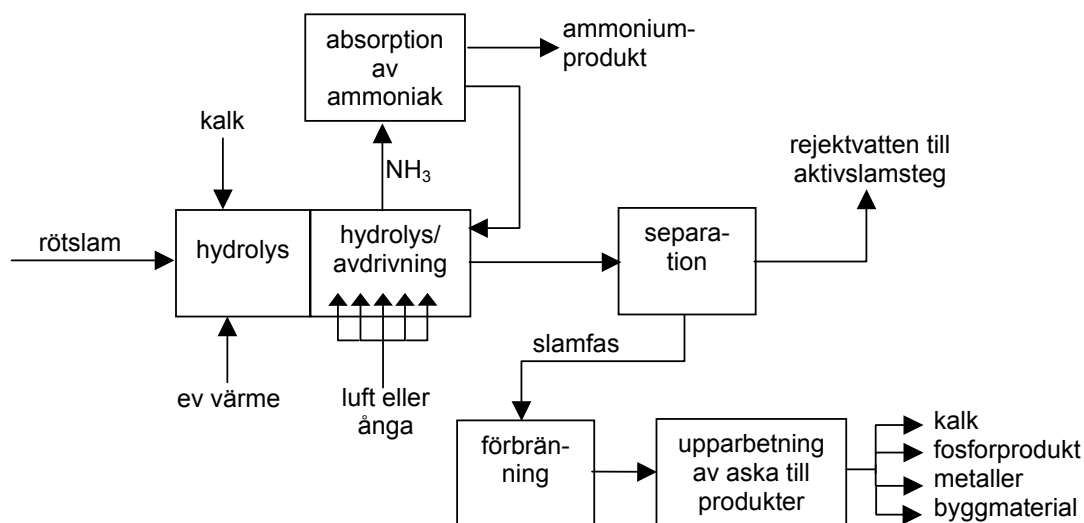 absorption
av
ammoniak
ammonium-
produkt
kalk
NH₃
rejektvatten till
aktivslamsteg
rötslam
hydrolys
hydrolys/
avdrivning
separa-
tion
slamfas
ev värme
luft eller
ånga
förbrän-
ning
upparbetning
av aska till
produkter
kalk
fosforprodukt
metaller
byggmaterial